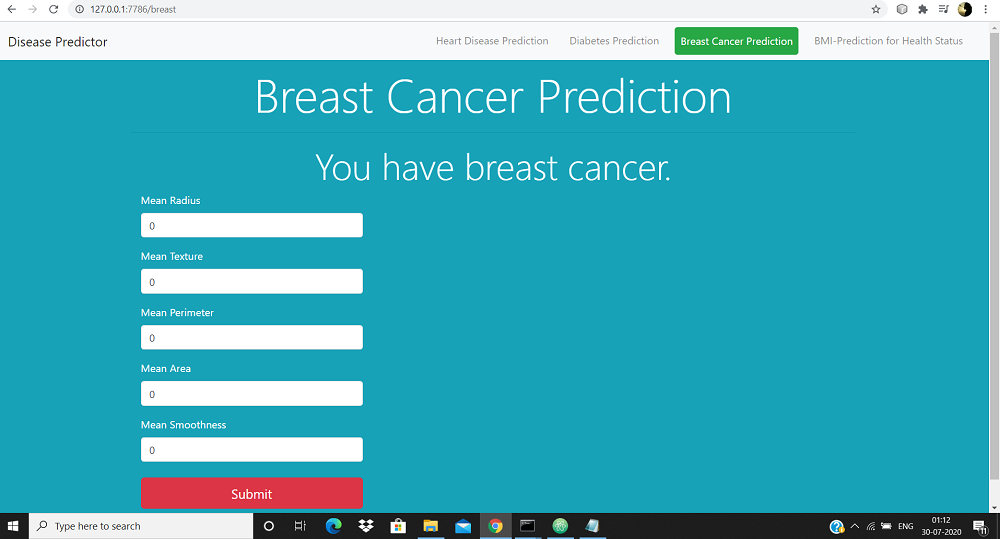 127.0.0.1:7786/breast
Disease Predictor Heart Disease Prediction Diabetes Prediction Breast Cancer Prediction BMI-Prediction for Health Status
Breast Cancer Prediction
You have breast cancer.
Mean Radius
0
Mean Texture
0
Mean Perimeter
0
Mean Area
0
Mean Smoothness
0
Submit
Type here to search
ENG
01:12
30-07-2020
11